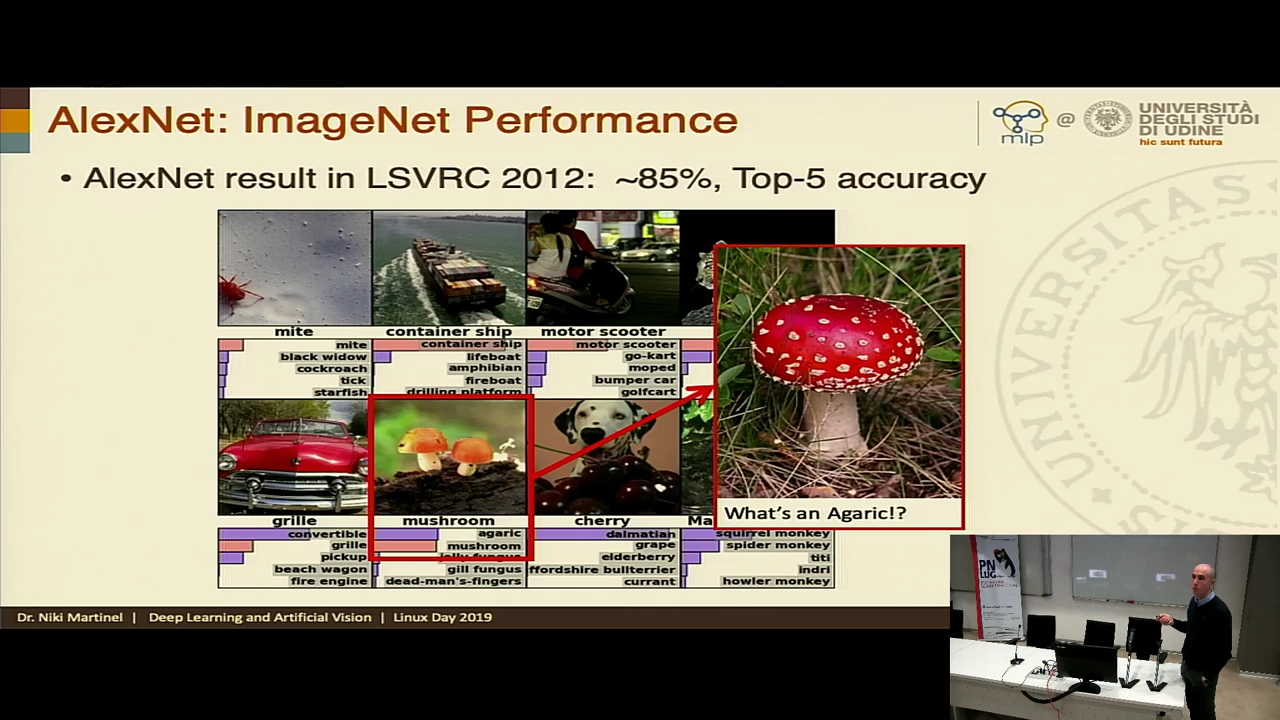 AlexNet: ImageNet Performance
mlp
@
UNIVERSITÀ
DEGLI STUDI
DI UDINE
hic sunt futura
• AlexNet result in LSVRC 2012: ~85%, Top-5 accuracy
mite
container ship
motor scooter
mite
black widow
cockroach
tick
starfish
container ship
lifeboat
amphibian
fireboat
drilling platform
motor scooter
go-kart
moped
bumper car
golfcart
What's an Agaric!?
grille
mushroom
cherry
Ma
convertible
grille
pickup
beach wagon
fire engine
agaric
mushroom
jelly fungus
gill fungus
dead-man's-fingers
dalmatian
grape
elderberry
ffordshire bullterrier
currant
squirrel monkey
spider monkey
titi
indri
howler monkey
Dr. Niki Martinel | Deep Learning and Artificial Vision | Linux Day 2019
PN
LUG